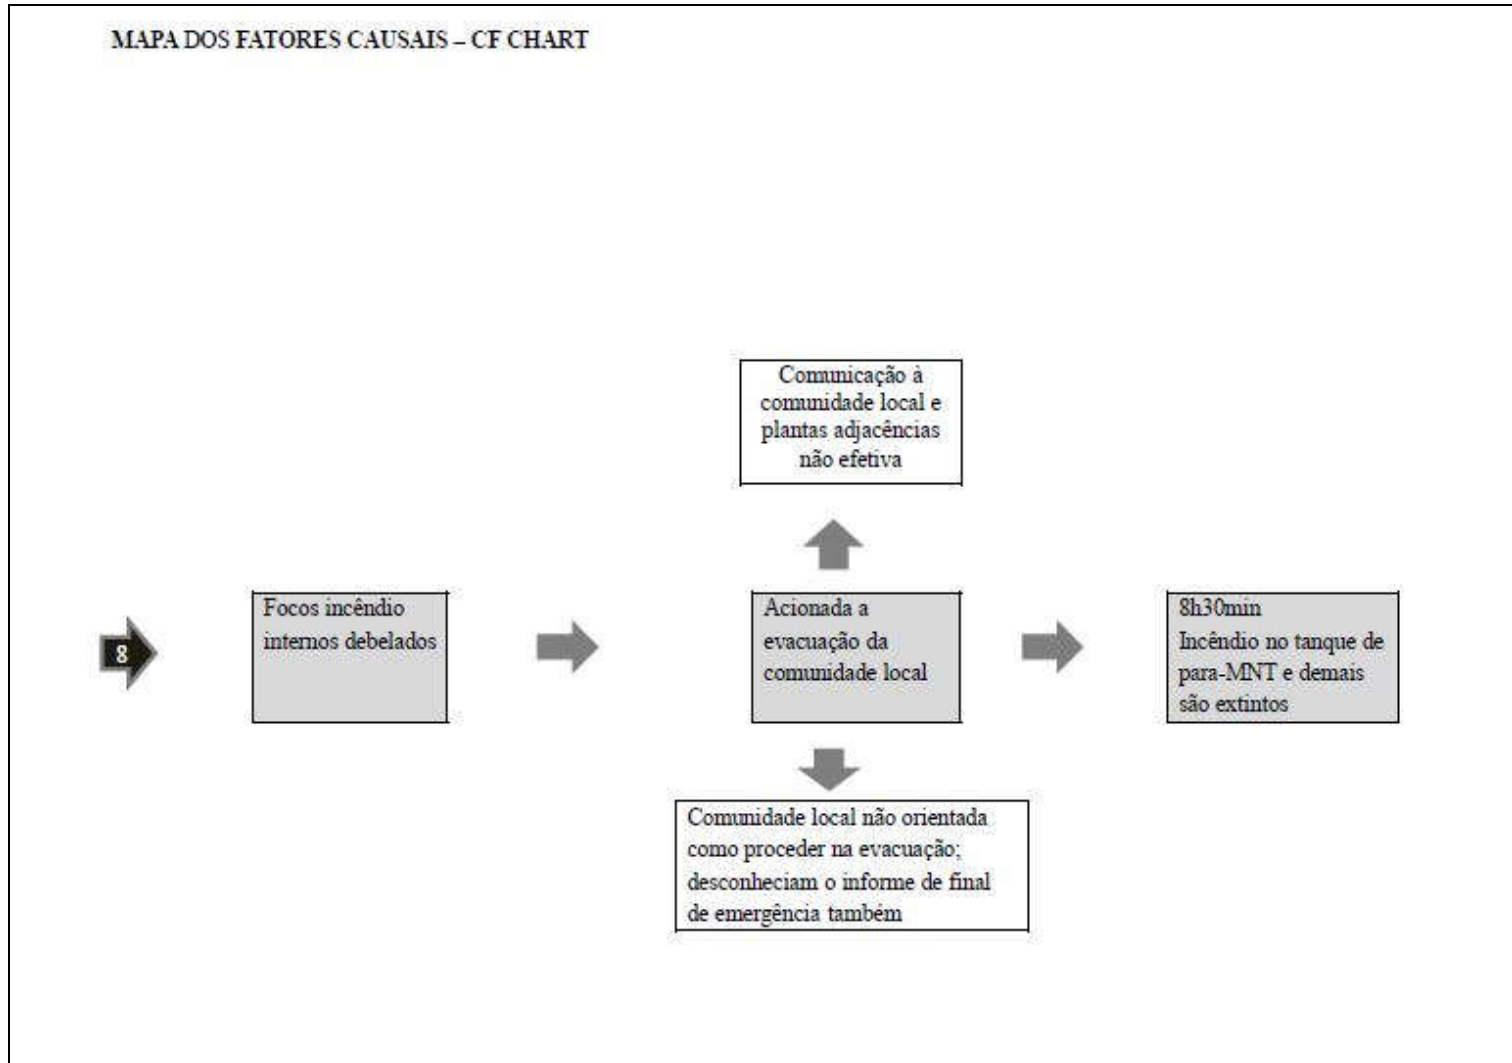 MAPA DOS FATORES CAUSAIS – CF CHART
Comunicação à
comunidade local e
plantas adjacências
não efetiva
8
Focos incêndio
internos debelados
Acionada a
evacuação da
comunidade local
8h30min
Incêndio no tanque de
para-MNT e demais
são extintos
Comunidade local não orientada
como proceder na evacuação;
desconheciam o informe de final
de emergência também